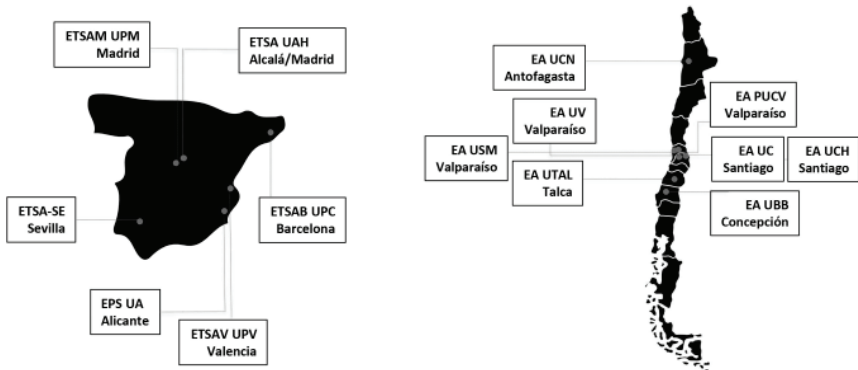 ETSAM UPM
Madrid
ETSA UAH
Alcalá/Madrid
ETSA-SE
Sevilla
ETSAB UPC
Barcelona
EPS UA
Alicante
ETSAV UPV
Valencia
EA UCN
Antofagasta
EA UV
Valparaíso
EA PUCV
Valparaíso
EA USM
Valparaíso
EA UC
Santiago
EA UCH
Santiago
EA UTAL
Talca
EA UBB
Concepción